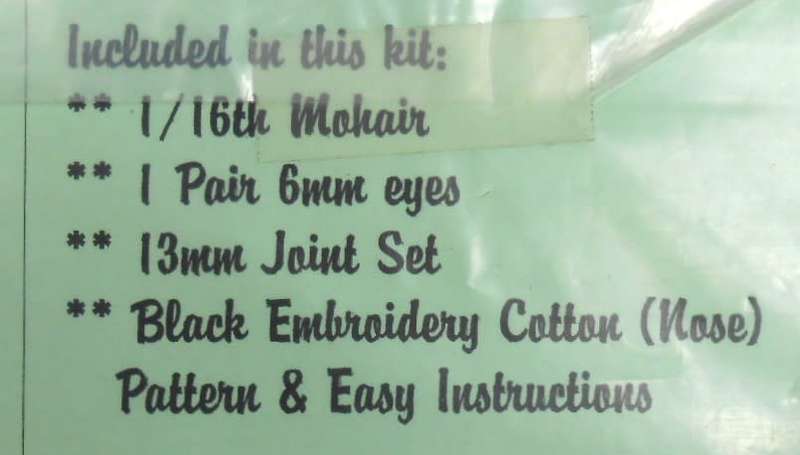 Included in this kit:
** 1/16th Mohair
** 1 Pair 6mm eyes
** 13mm Joint Set
** Black Embroidery Cotton (Nose)
Pattern & Easy Instructions